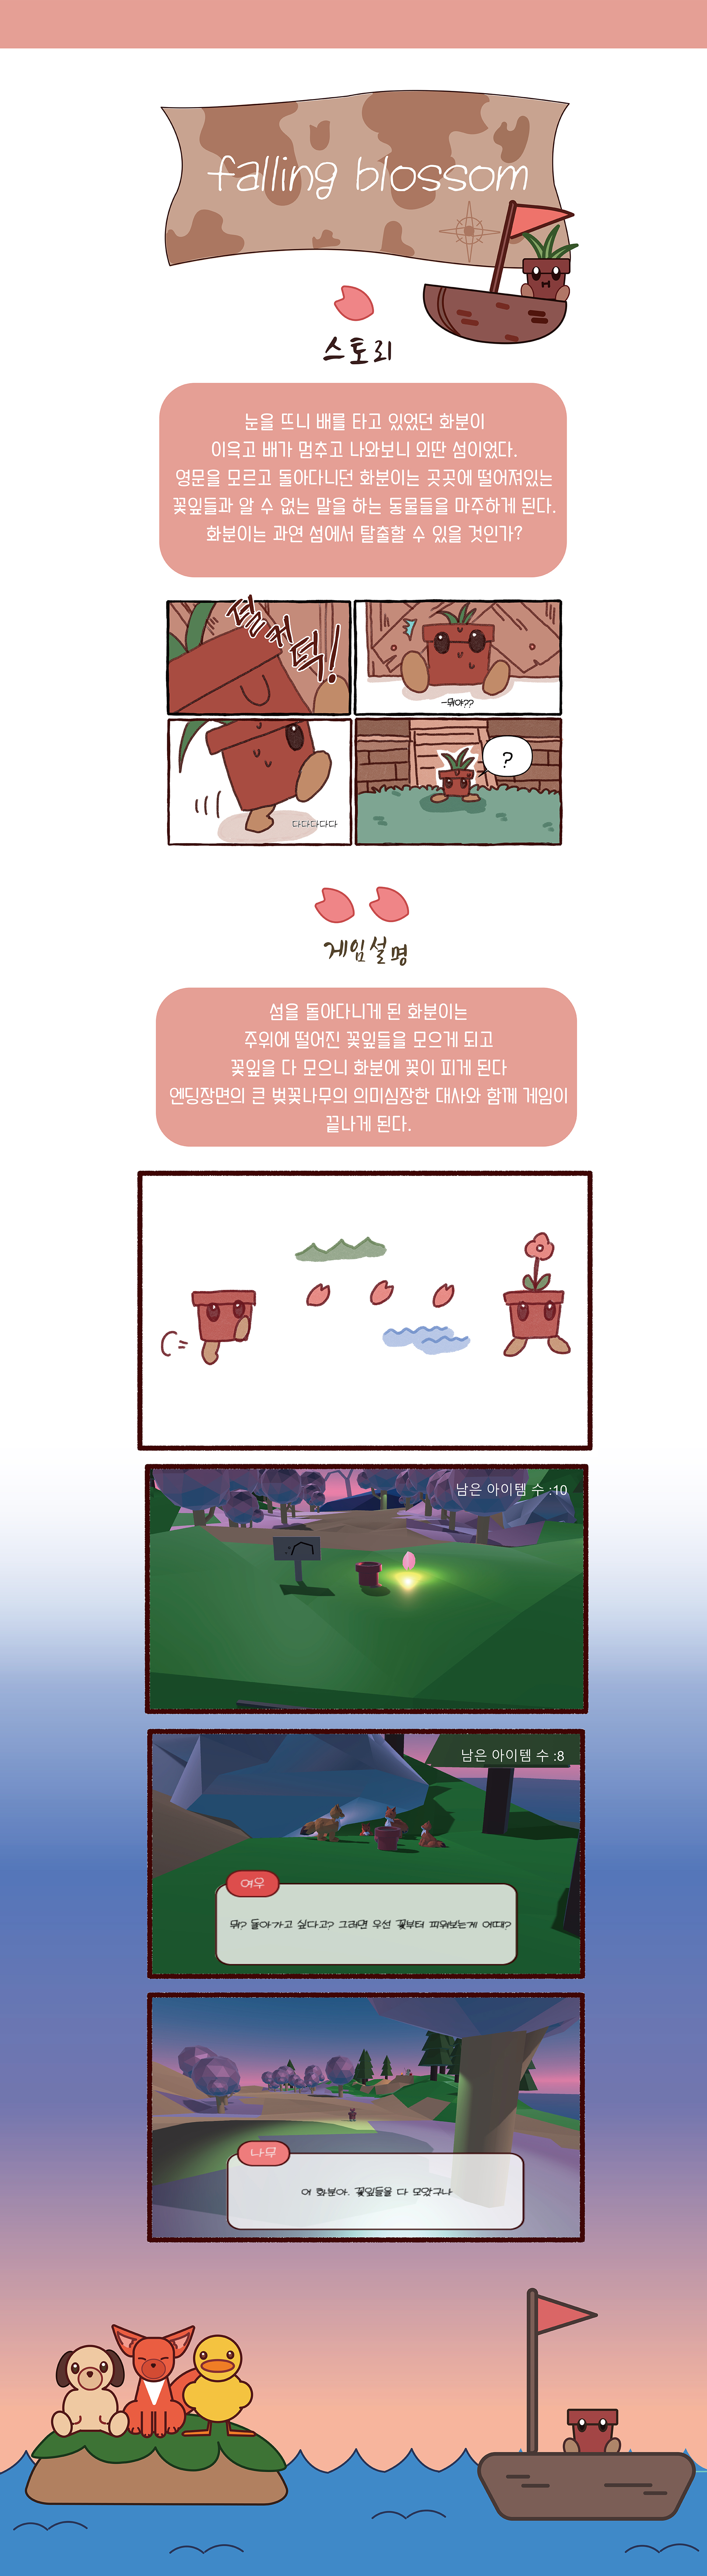 falling blossom
스토리
눈을 뜨니 배를 타고 있었던 화분이
이윽고 배가 멈추고 나와보니 외딴 섬이었다.
영문을 모르고 돌아다니던 화분이는 곳곳에 떨어져있는
꽃잎들과 알 수 없는 말을 하는 동물들을 마주하게 된다.
화분이는 과연 섬에서 탈출할 수 있을 것인가?
덜커덕!
-뭐야??
다다다다다
?
게임설명
섬을 돌아다니게 된 화분이는
주위에 떨어진 꽃잎들을 모으게 되고
꽃잎을 다 모으니 화분에 꽃이 피게 된다
엔딩장면의 큰 벚꽃나무의 의미심장한 대사와 함께 게임이
끝나게 된다.
남은 아이템 수 :10
남은 아이템 수 :8
여우
뭐? 돌아가고 싶다고? 그러면 우선 꽃부터 피워보는게 어때?
나무
어 화분아. 꽃잎들을 다 모았구나